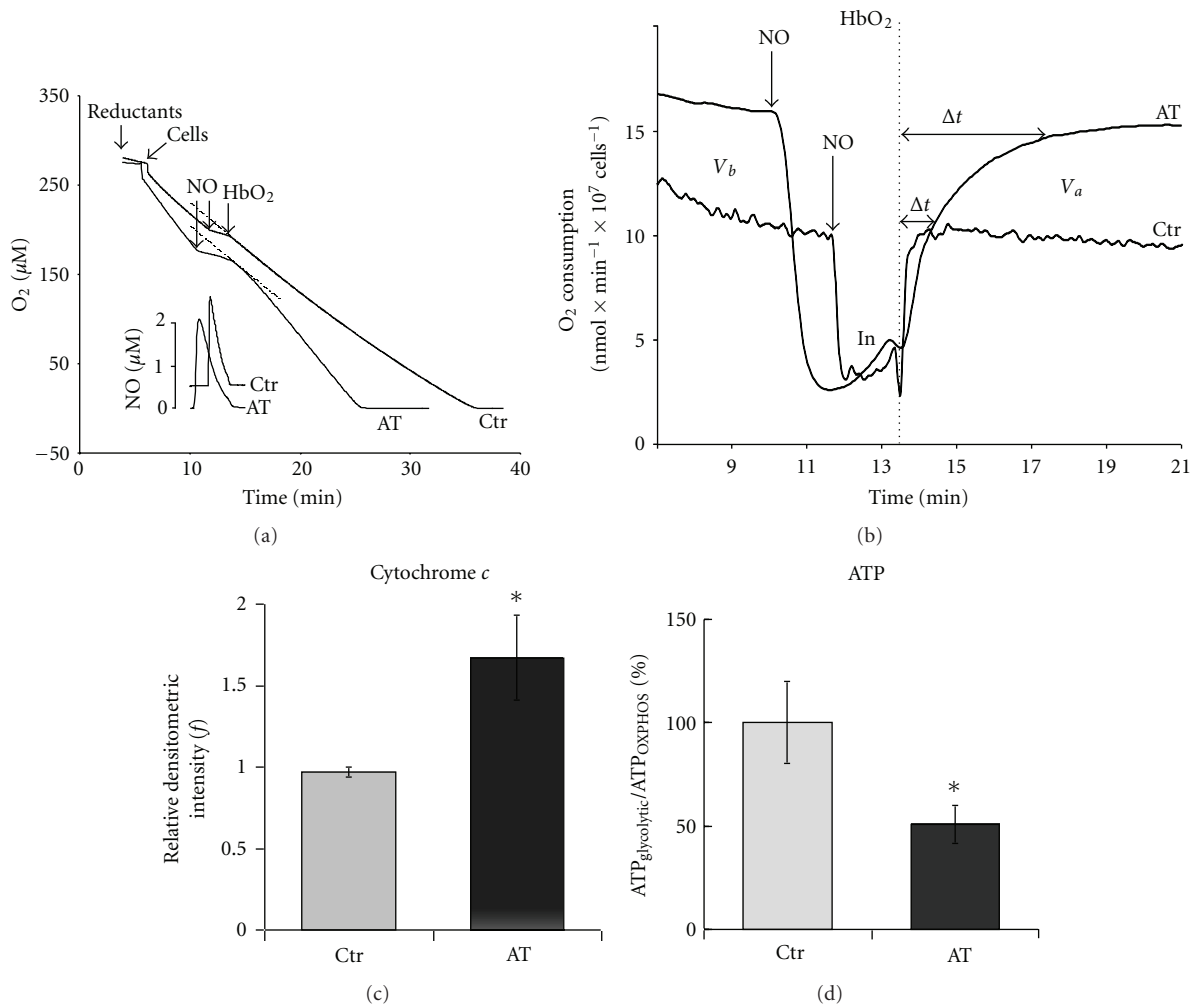 350
250
150
50
−50
O₂ (μM)
Reductants
Cells
NO
HbO₂
2
1
0
NO (μM)
Ctr
AT
AT
Ctr
0
10
20
30
40
Time (min)
(a)
HbO₂
NO
NO
Δt
Δt
AT
Ctr
V_b
V_a
In
15
10
5
0
O₂ consumption
(nmol × min⁻¹ × 10⁷ cells⁻¹)
9
11
13
15
17
19
21
Time (min)
(b)
Cytochrome c
2
1.5
1
0.5
0
Relative densitometric
intensity (f)
*
Ctr
AT
(c)
ATP
150
100
50
0
ATP_glycolytic/ATP_OXPHOS (%)
*
Ctr
AT
(d)